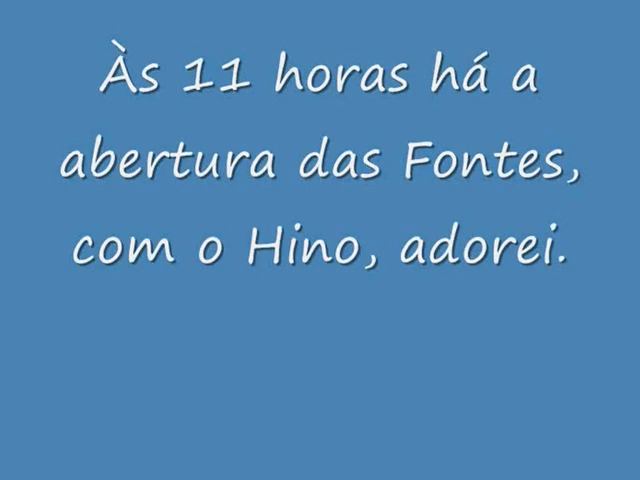 Às 11 horas há a
abertura das Fontes,
com o Hino, adorei.